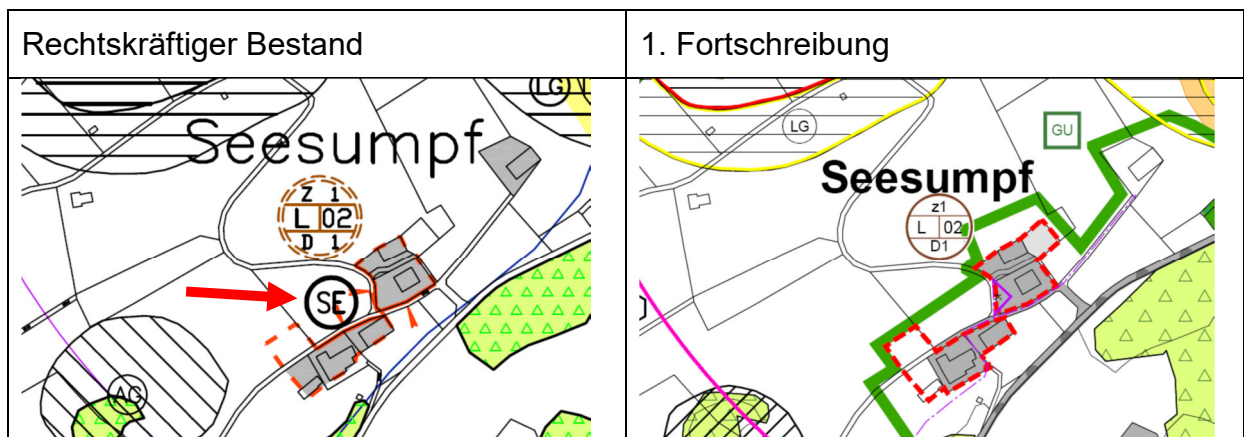 Rechtskräftiger Bestand
1. Fortschreibung
LG
Seesumpf
Z 1
L 02
D 1
SE
AG
LG
GU
Seesumpf
z1
L 02
D1